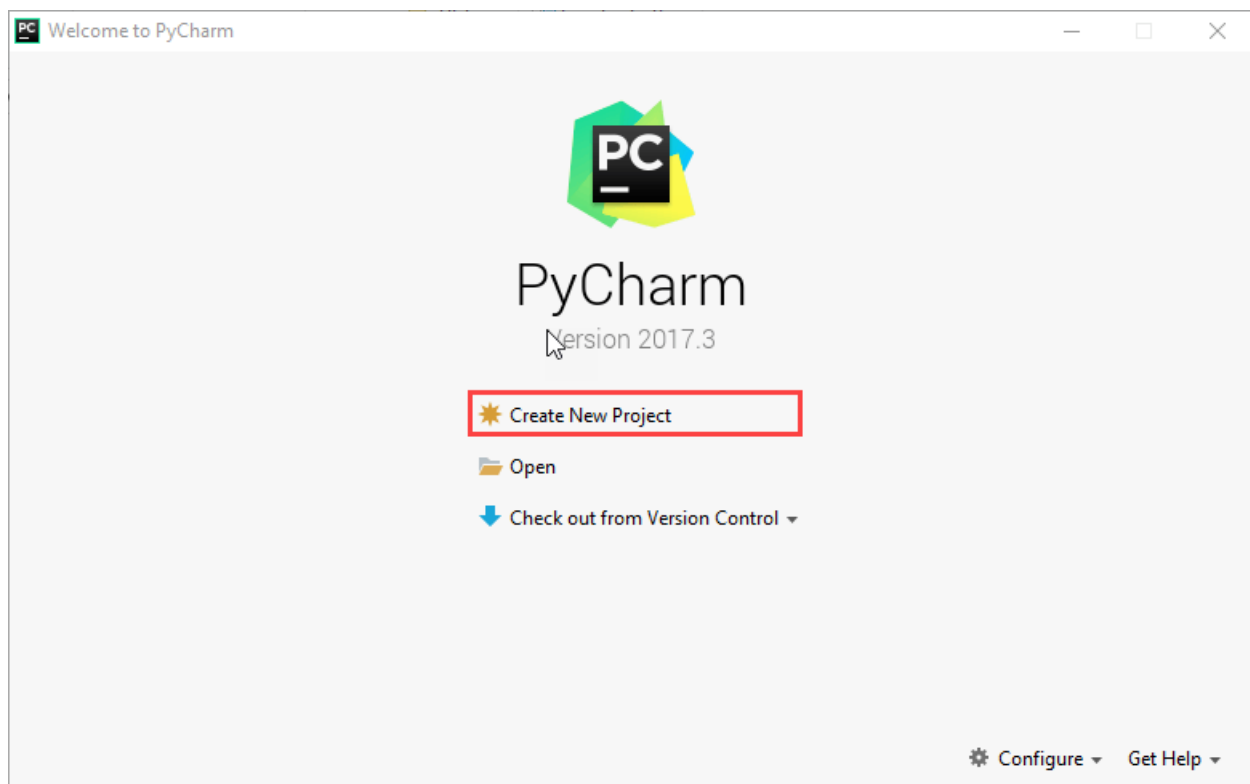 PC
Welcome to PyCharm
PC
PyCharm
Version 2017.3
Create New Project
Open
Check out from Version Control
Configure
Get Help